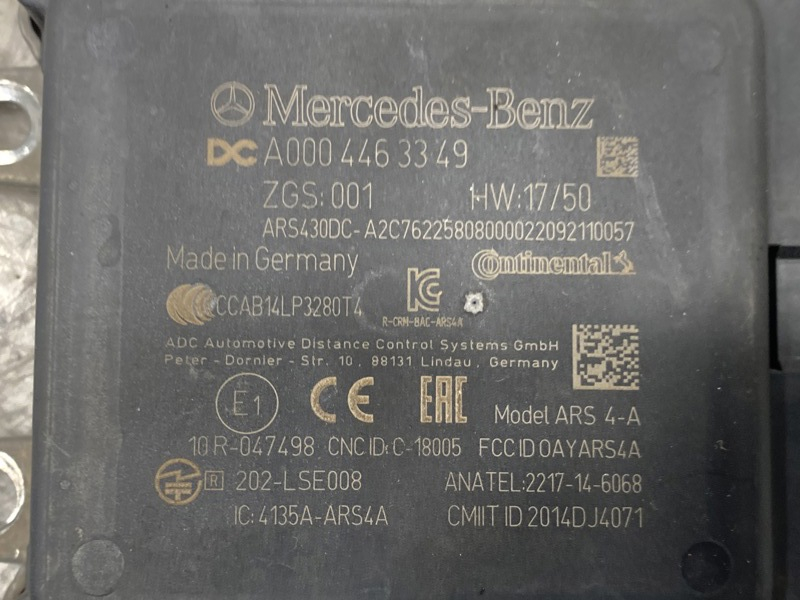 Mercedes-Benz
DC A000 446 33 49
ZGS: 001 HW:17/50
ARS430DC- A2C76225808000022092110057
Made in Germany Continental
CCAB14LP3280T4
R-CRM-BAC-ARS4A
ADC Automotive Distance Control Systems GmbH
Peter - Dornier - Str. 10 , 88131 Lindau , Germany
E1 CE EAC Model ARS 4-A
10 R-047498 CNC ID: C-18005 FCC ID 0AYARS4A
R 202-LSE008 ANATEL:2217-14-6068
IC: 4135A-ARS4A CMIIT ID 2014DJ4071